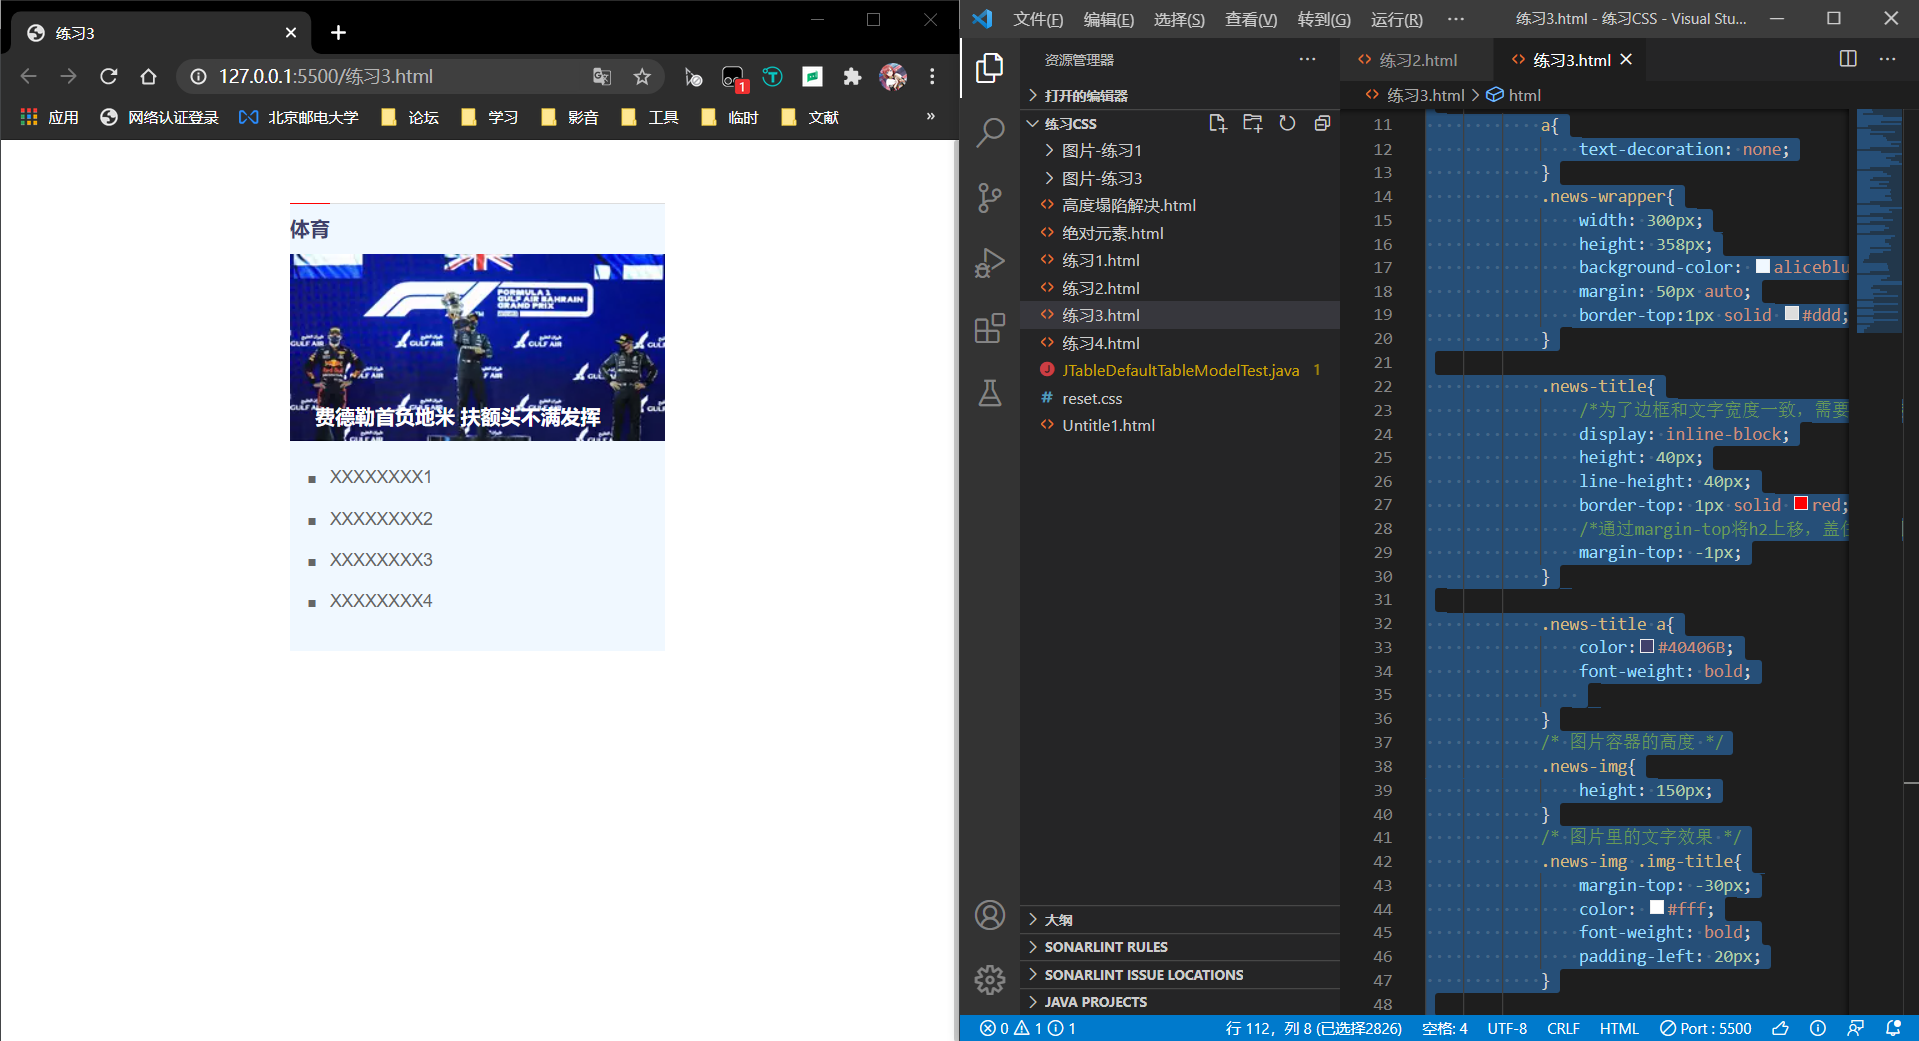 练习3
127.0.0.1:5500/练习3.html
1
应用 网络认证登录 北京邮电大学 论坛 学习 影音 工具 临时 文献 »
体育
FORMULA 1
GULF AIR BAHRAIN
GRAND PRIX
GULF AIR
费德勒首负地米 扶额头不满发挥
XXXXXXXX1
XXXXXXXX2
XXXXXXXX3
XXXXXXXX4
文件(F) 编辑(E) 选择(S) 查看(V) 转到(G) 运行(R) ··· 练习3.html - 练习CSS - Visual Stu...
资源管理器 ···
打开的编辑器
练习CSS
图片-练习1
图片-练习3
高度塌陷解决.html
绝对元素.html
练习1.html
练习2.html
练习3.html
练习4.html
JTableDefaultTableModelTest.java 1
reset.css
Untitle1.html
大纲
SONARLINT RULES
SONARLINT ISSUE LOCATIONS
JAVA PROJECTS
练习2.html 练习3.html
练习3.html > html
11 a{
12 text-decoration: none;
13 }
14 .news-wrapper{
15 width: 300px;
16 height: 358px;
17 background-color: aliceblu
18 margin: 50px auto;
19 border-top:1px solid #ddd;
20 }
21
22 .news-title{
23 /*为了边框和文字宽度一致，需要
24 display: inline-block;
25 height: 40px;
26 line-height: 40px;
27 border-top: 1px solid red;
28 /*通过margin-top将h2上移，盖
29 margin-top: -1px;
30 }
31
32 .news-title a{
33 color: #40406B;
34 font-weight: bold;
35
36 }
37 /* 图片容器的高度 */
38 .news-img{
39 height: 150px;
40 }
41 /* 图片里的文字效果 */
42 .news-img .img-title{
43 margin-top: -30px;
44 color: #fff;
45 font-weight: bold;
46 padding-left: 20px;
47 }
48
0 1 1 行 112，列 8 (已选择2826) 空格: 4 UTF-8 CRLF HTML Port : 5500